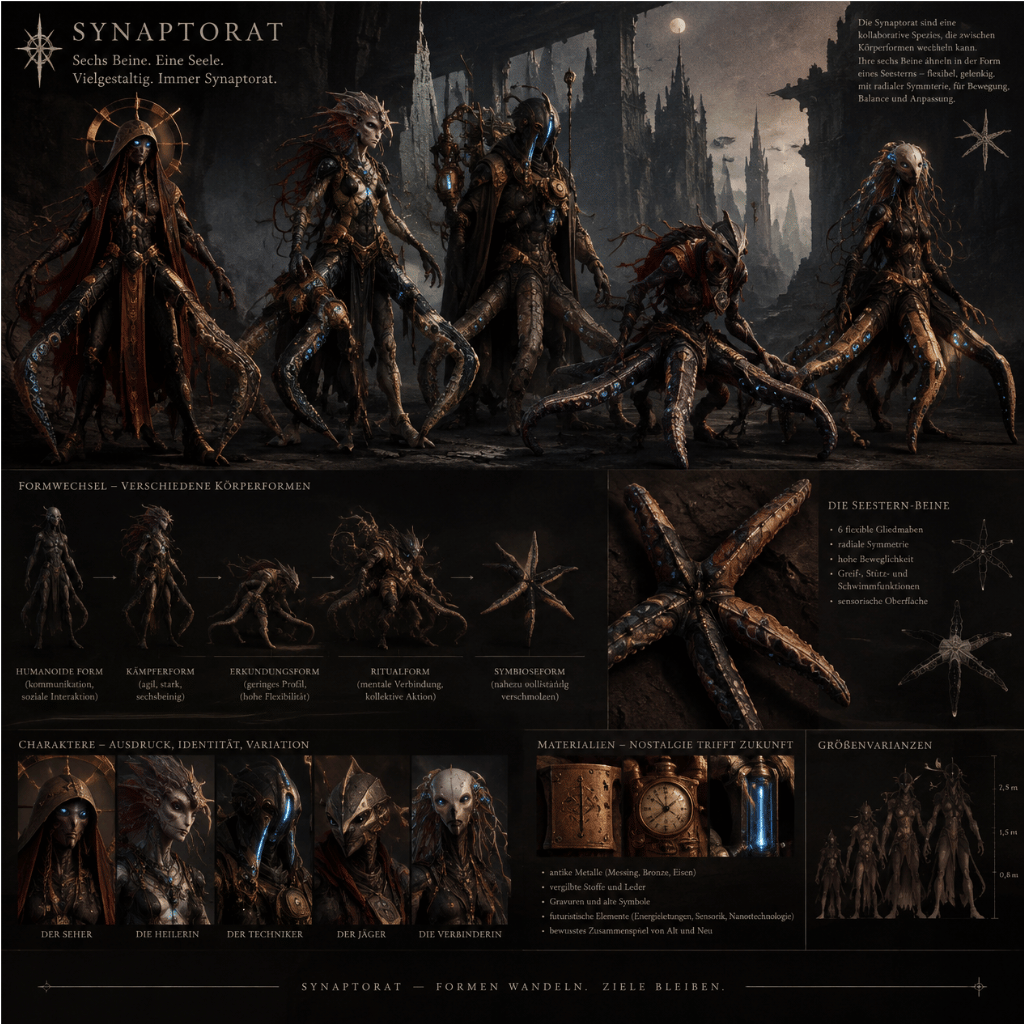 SYNAPTORAT
Sechs Beine. Eine Seele.
Vielgestaltig. Immer Synaptorat.
Die Synaptorat sind eine
kollaborative Spezies, die zwischen
Körperformen wechseln kann.
Ihre sechs Beine ähneln in der Form
eines Seesterns – flexibel, gelenkig,
mit radialer Symmterie, für Bewegung,
Balance und Anpassung.
FORMWECHSEL – VERSCHIEDENE KÖRPERFORMEN
HUMANOIDE FORM
(kommunikation,
soziale Interaktion)
KÄMPFERFORM
(agil, stark,
sechsbeinig)
ERKUNDUNGSFORM
(geringes Profil,
hohe Flexibilität)
RITUALFORM
(mentale Verbindung,
kollektive Aktion)
SYMBIOSEFORM
(nahezu vollständig
verschmolzen)
DIE SEESTERN-BEINE
• 6 flexible Gliedmaßen
• radiale Symmetrie
• hohe Beweglichkeit
• Greif-, Stütz- und
Schwimmfunktionen
• sensorische Oberfläche
CHARAKTERE – AUSDRUCK, IDENTITÄT, VARIATION
DER SEHER
DIE HEILERIN
DER TECHNIKER
DER JÄGER
DIE VERBINDERIN
MATERIALIEN – NOSTALGIE TRIFFT ZUKUNFT
• antike Metalle (Messing, Bronze, Eisen)
• vergilbte Stoffe und Leder
• Gravuren und alte Symbole
• futuristische Elemente (Energieleitungen, Sensorik, Nanostechnologie)
• bewusstes Zusammenspiel von Alt und Neu
GRÖßENVARIANZEN
2,5 m
1,5 m
0,8 m
SYNAPTORAT — FORMEN WANDELN. ZIELE BLEIBEN.